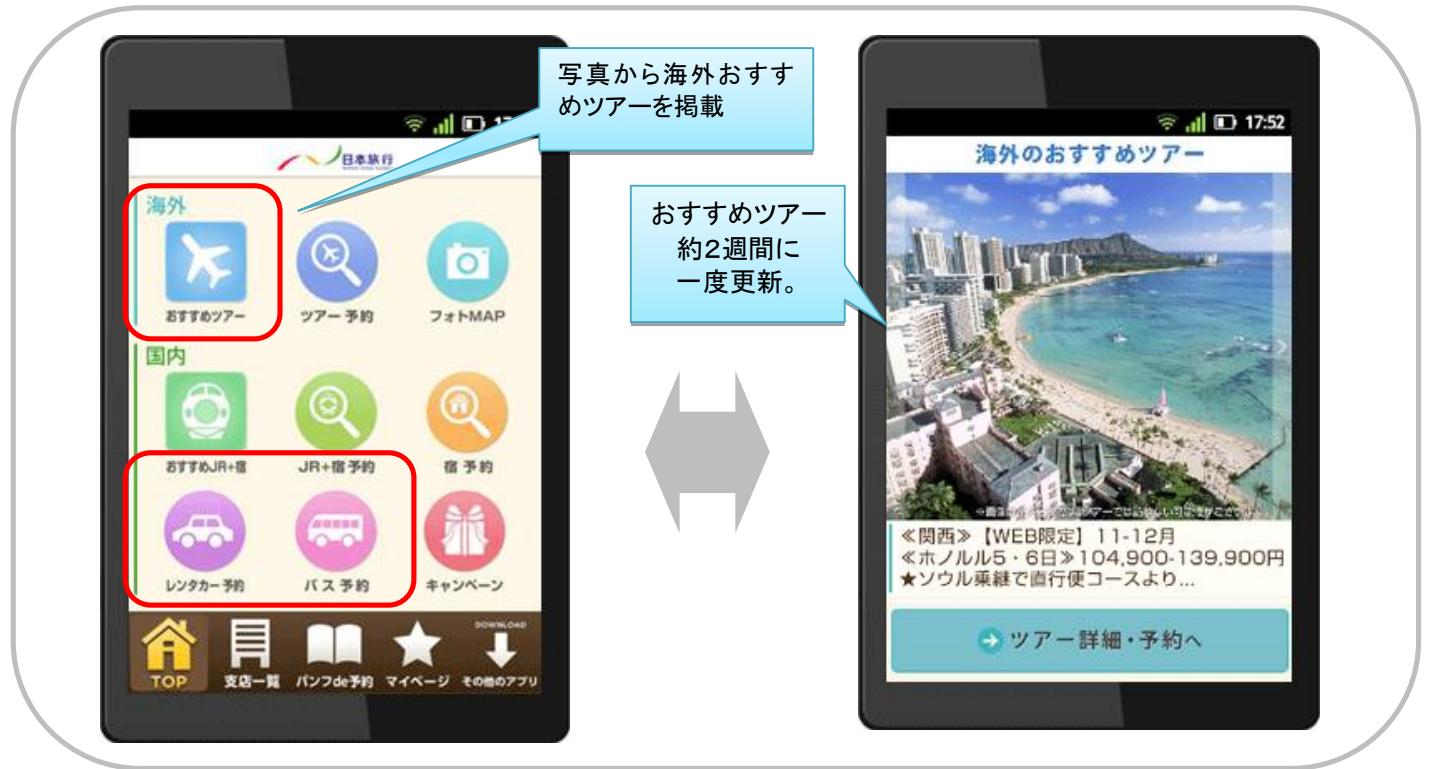 写真から海外おすす
めツアーを掲載
日本旅行
海外
おすすめツアー
ツアー予約
フォトMAP
国内
おすすめJR+宿
JR+宿予約
宿予約
レンタカー予約
バス予約
キャンペーン
TOP
支店一覧
パンフde予約
マイページ
DOWNLOAD
その他のアプリ
おすすめツアー
約2週間に
一度更新。
17:52
海外のおすすめツアー
≪関西≫【WEB限定】11-12月
≪ホノルル5・6日≫104,900-139,900円
★ソウル乗継で直行便コースより...
ツアー詳細・予約へ